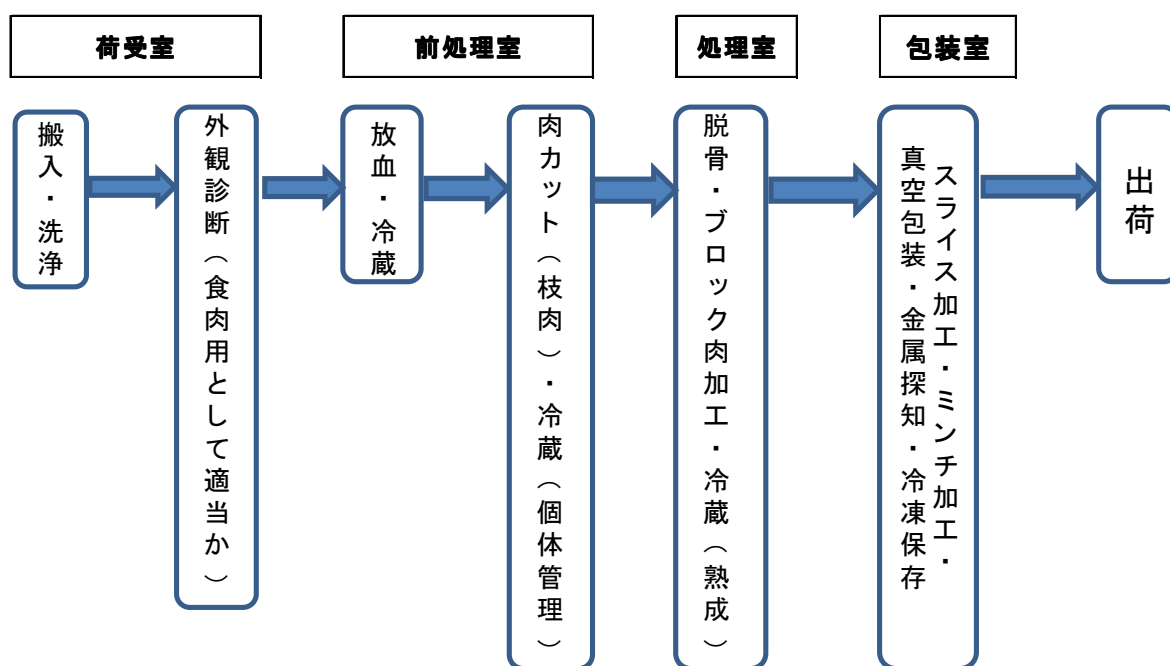 荷受室
前処理室
処理室
包装室
搬入・洗浄
外観診断（食肉用として適当か）
放血・冷蔵
肉カット（枝肉）・冷蔵（個体管理）
脱骨・ブロック肉加工・冷蔵（熟成）
スライス加工・ミンチ加工・
真空包装・金属探知・冷凍保存
出荷